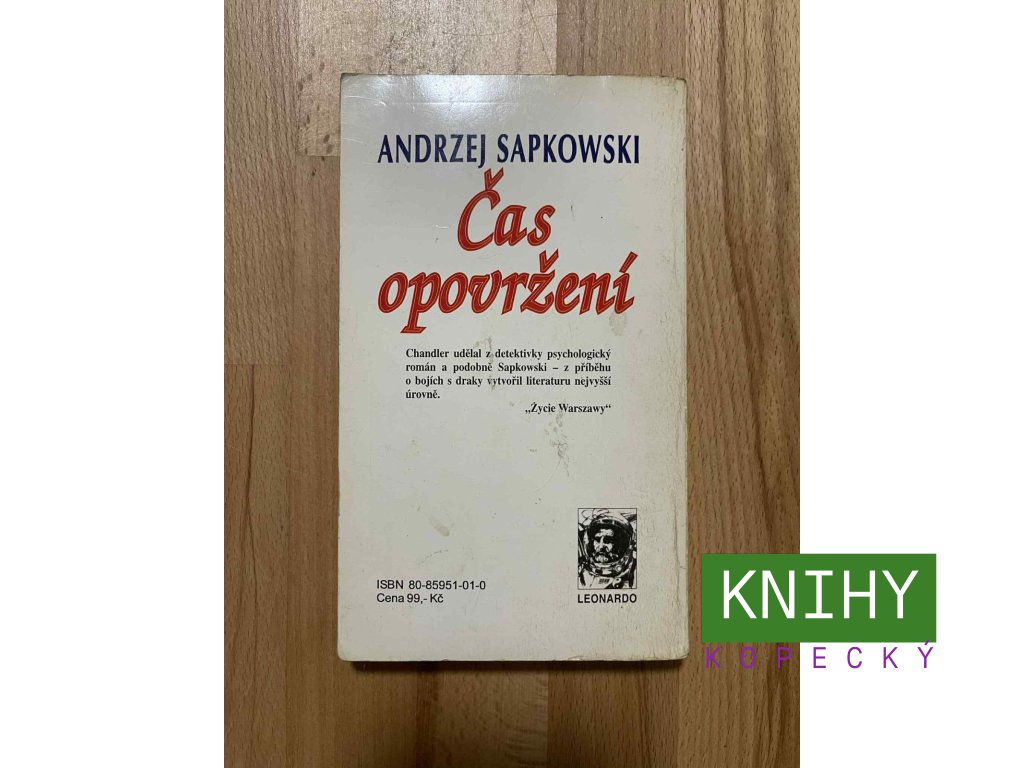 ANDRZEJ SAPKOWSKI
Čas
opovržení
Chandler udělal z detektivky psychologický
román a podobně Sapkowski – z příběhu
o bojích s draky vytvořil literaturu nejvyšší
úrovně.
„Życie Warszawy“
ISBN 80-85951-01-0
Cena 99,- Kč
LEONARDO
KNIHY
KOPECKÝ